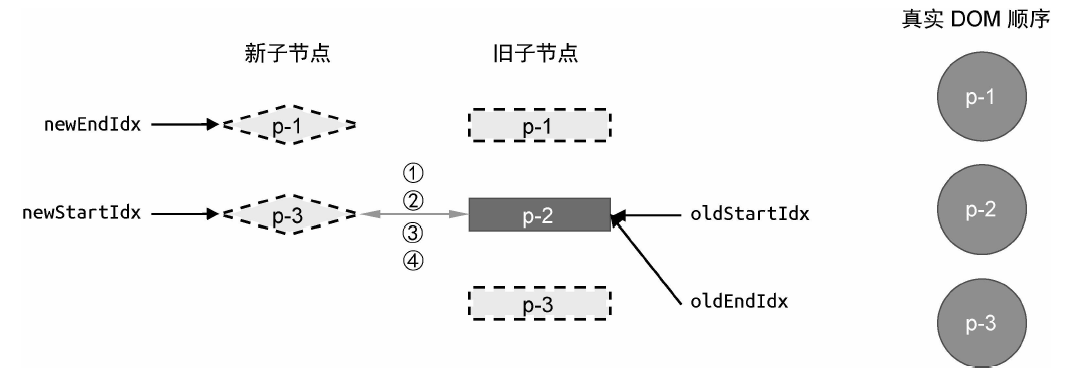 真实 DOM 顺序
新子节点
旧子节点
p-1
newEndIdx
p-1
p-1
①
newStartIdx
p-3
②
p-2
oldStartIdx
p-2
③
④
p-3
oldEndIdx
p-3